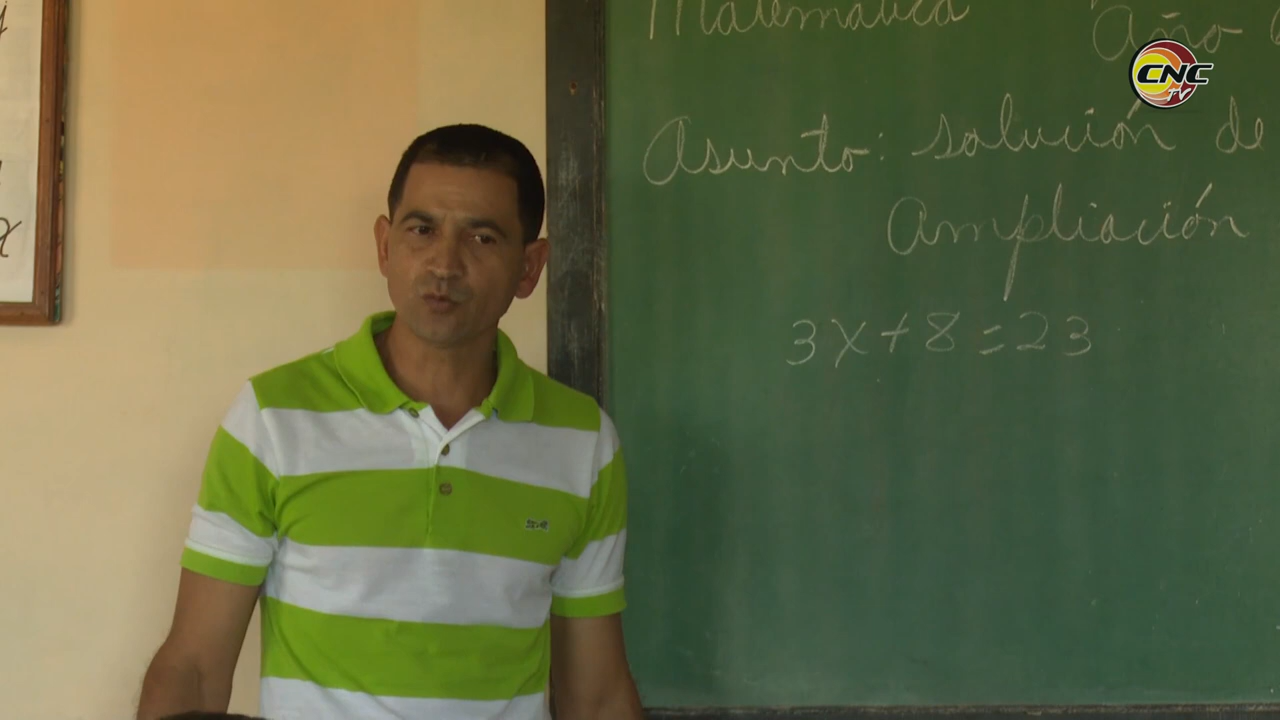 Matemática
Año
CNC
TV
Asunto: solución de
Ampliación
3x+8=23